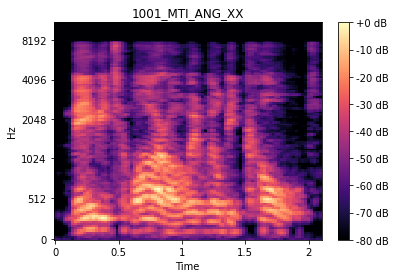 1001_MTI_ANG_XX
Hz
8192
4096
2048
1024
512
0
0
0.5
1
1.5
2
Time
+0 dB
-10 dB
-20 dB
-30 dB
-40 dB
-50 dB
-60 dB
-70 dB
-80 dB